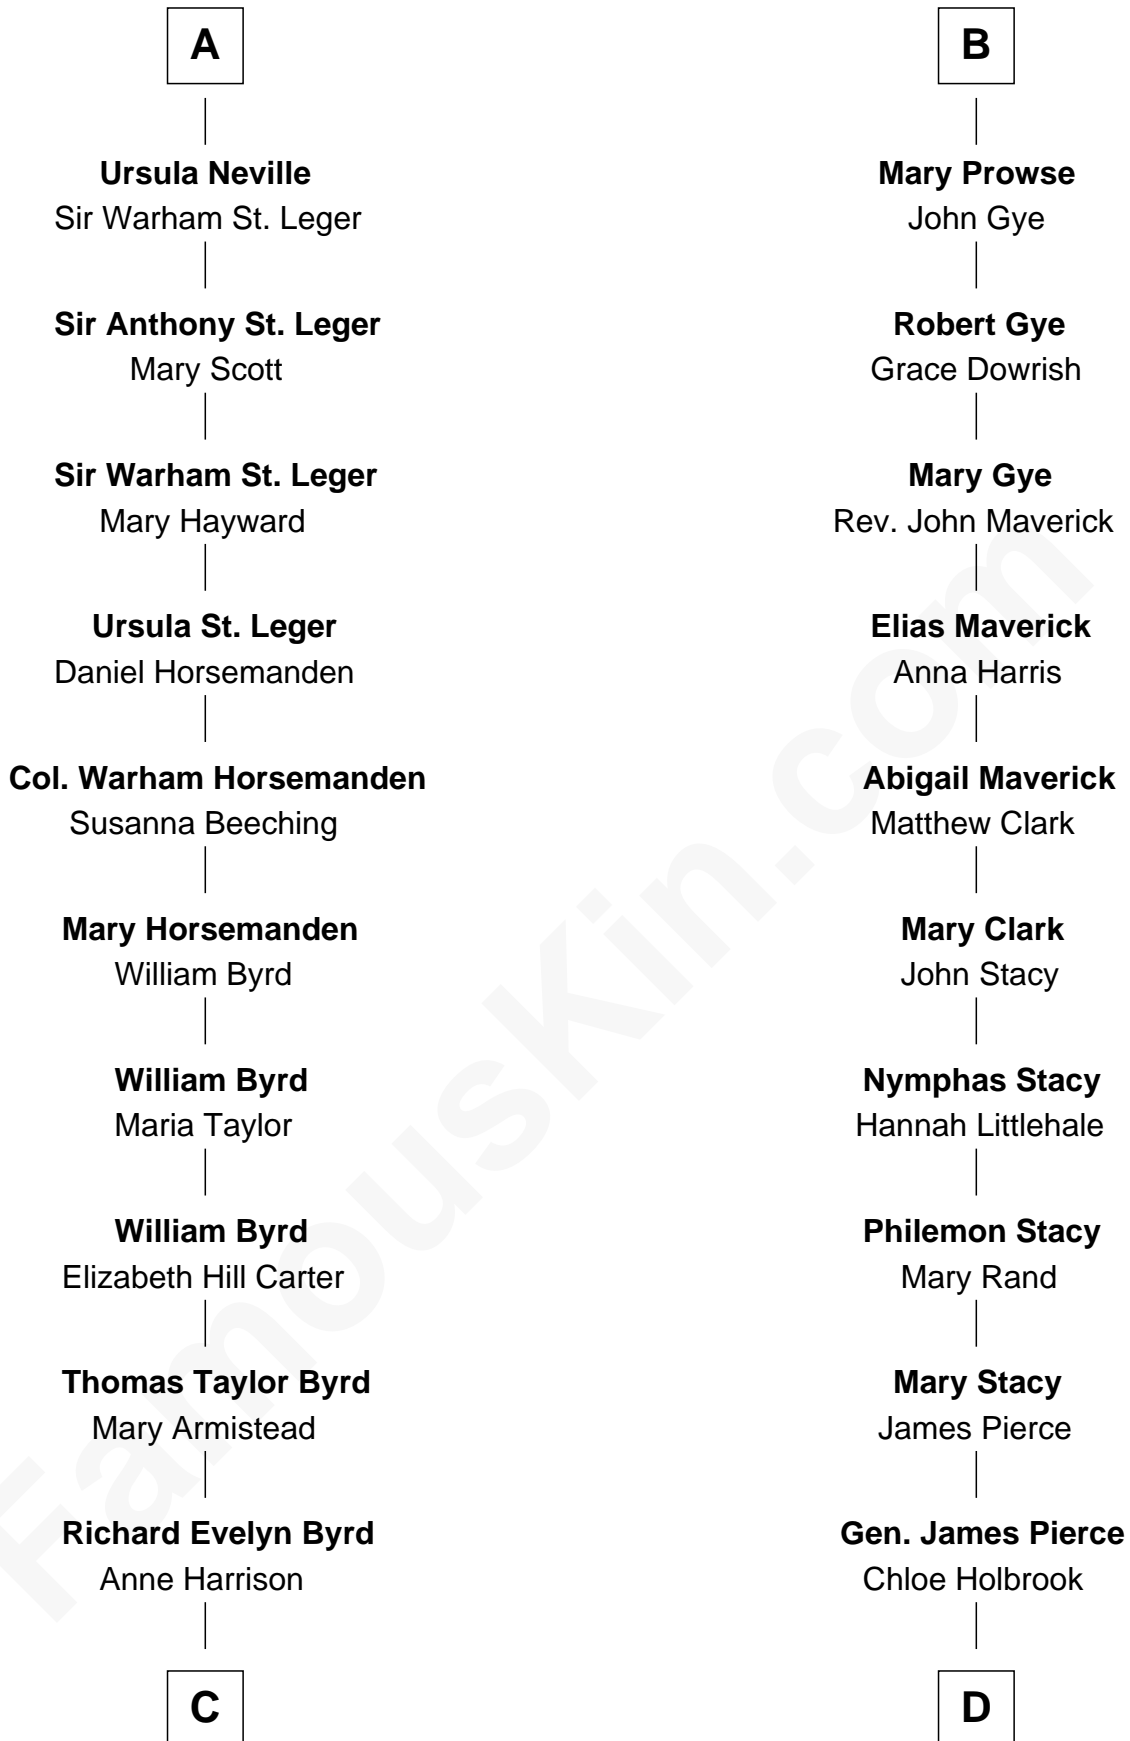 A
Ursula Neville
Sir Warham St. Leger
Sir Anthony St. Leger
Mary Scott
Sir Warham St. Leger
Mary Hayward
Ursula St. Leger
Daniel Horsemanden
Col. Warham Horsemanden
Susanna Beeching
Mary Horsemanden
William Byrd
William Byrd
Maria Taylor
William Byrd
Elizabeth Hill Carter
Thomas Taylor Byrd
Mary Armistead
Richard Evelyn Byrd
Anne Harrison
C
B
Mary Prowse
John Gye
Robert Gye
Grace Dowrish
Mary Gye
Rev. John Maverick
Elias Maverick
Anna Harris
Abigail Maverick
Matthew Clark
Mary Clark
John Stacy
Nymphas Stacy
Hannah Littlehale
Philemon Stacy
Mary Rand
Mary Stacy
James Pierce
Gen. James Pierce
Chloe Holbrook
D
FamousKin.com